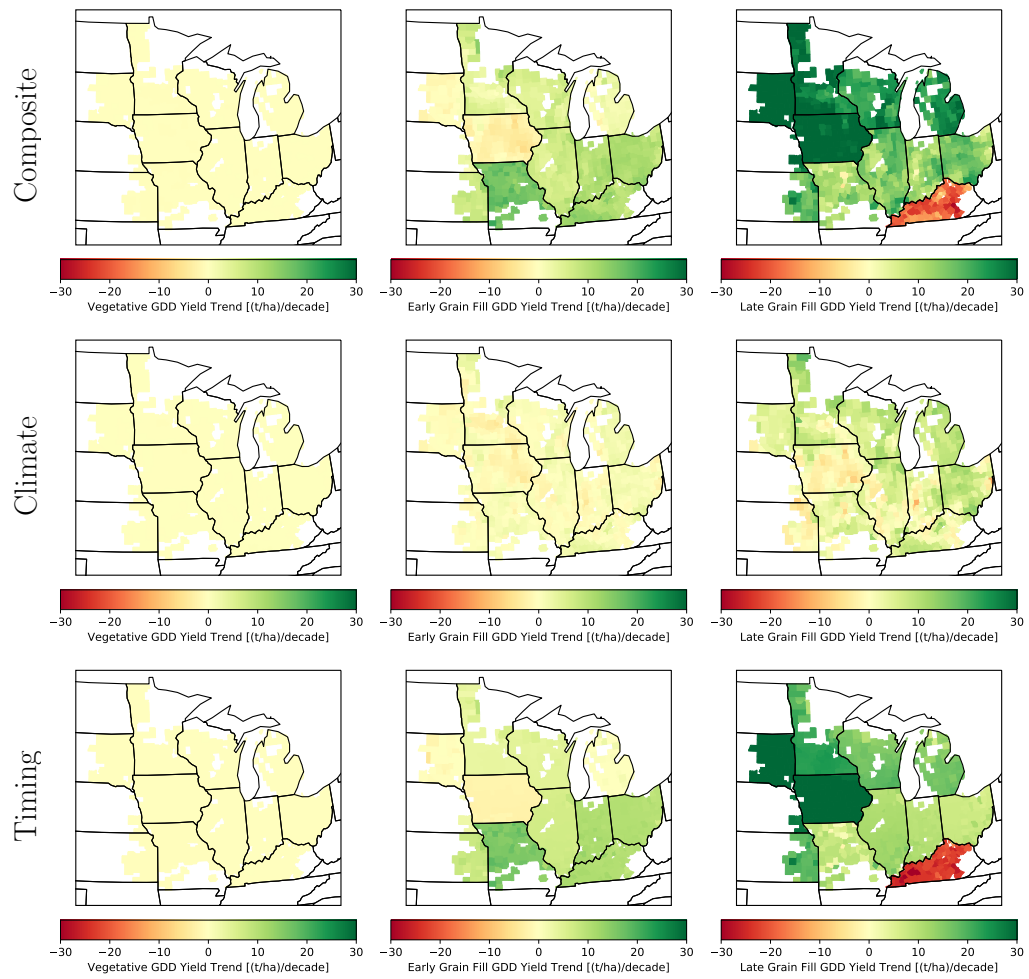 Composite
−30 −20 −10 0 10 20 30
Vegetative GDD Yield Trend [(t/ha)/decade]
−30 −20 −10 0 10 20 30
Early Grain Fill GDD Yield Trend [(t/ha)/decade]
−30 −20 −10 0 10 20 30
Late Grain Fill GDD Yield Trend [(t/ha)/decade]
Climate
−30 −20 −10 0 10 20 30
Vegetative GDD Yield Trend [(t/ha)/decade]
−30 −20 −10 0 10 20 30
Early Grain Fill GDD Yield Trend [(t/ha)/decade]
−30 −20 −10 0 10 20 30
Late Grain Fill GDD Yield Trend [(t/ha)/decade]
Timing
−30 −20 −10 0 10 20 30
Vegetative GDD Yield Trend [(t/ha)/decade]
−30 −20 −10 0 10 20 30
Early Grain Fill GDD Yield Trend [(t/ha)/decade]
−30 −20 −10 0 10 20 30
Late Grain Fill GDD Yield Trend [(t/ha)/decade]